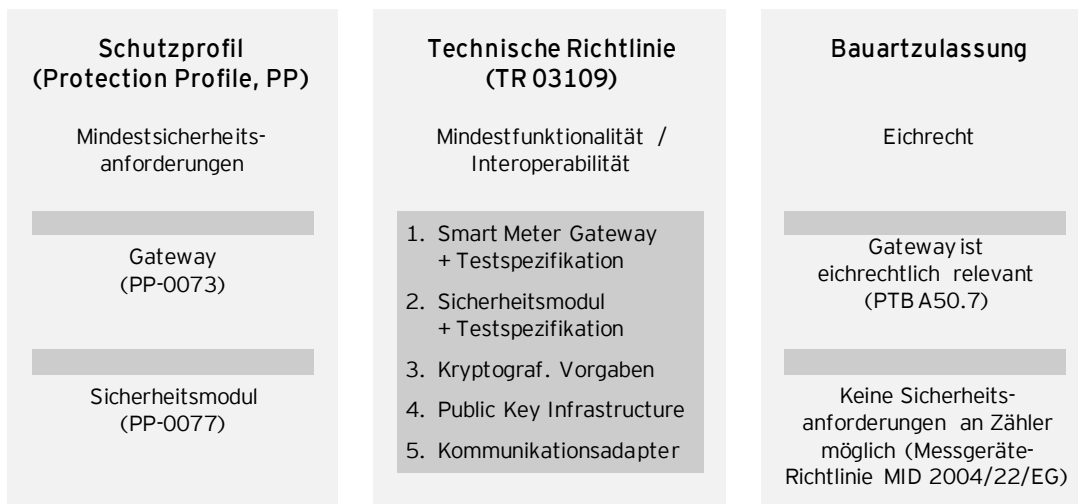 Schutzprofil
(Protection Profile, PP)
Mindestsicherheits-
anforderungen
Gateway
(PP-0073)
Sicherheitsmodul
(PP-0077)
Technische Richtlinie
(TR 03109)
Mindestfunktionalität /
Interoperabilität
1. Smart Meter Gateway
+ Testspezifikation
2. Sicherheitsmodul
+ Testspezifikation
3. Kryptograf. Vorgaben
4. Public Key Infrastructure
5. Kommunikationsadapter
Bauartzulassung
Eichrecht
Gateway ist
eichrechtlich relevant
(PTB A50.7)
Keine Sicherheits-
anforderungen an Zähler
möglich (Messgeräte-
Richtlinie MID 2004/22/EG)